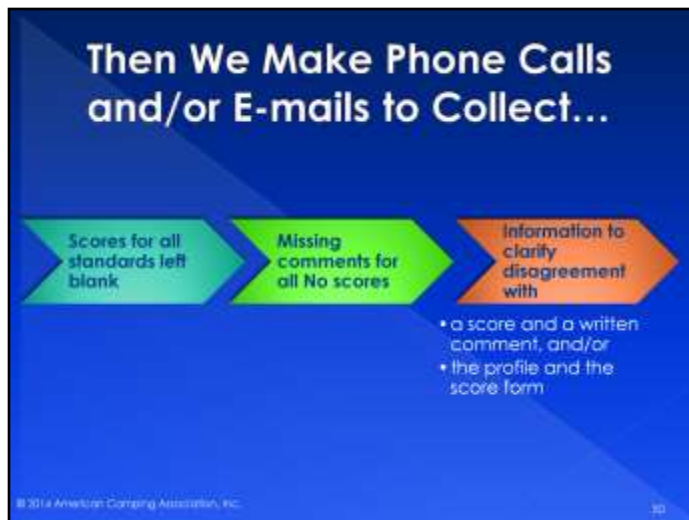 Then We Make Phone Calls
and/or E-mails to Collect...
Scores for all
standards left
blank
Missing
comments for
all No scores
Information to
clarify
disagreement
with
• a score and a written
comment, and/or
• the profile and the
score form
© 2014 American Camping Association, Inc.
30